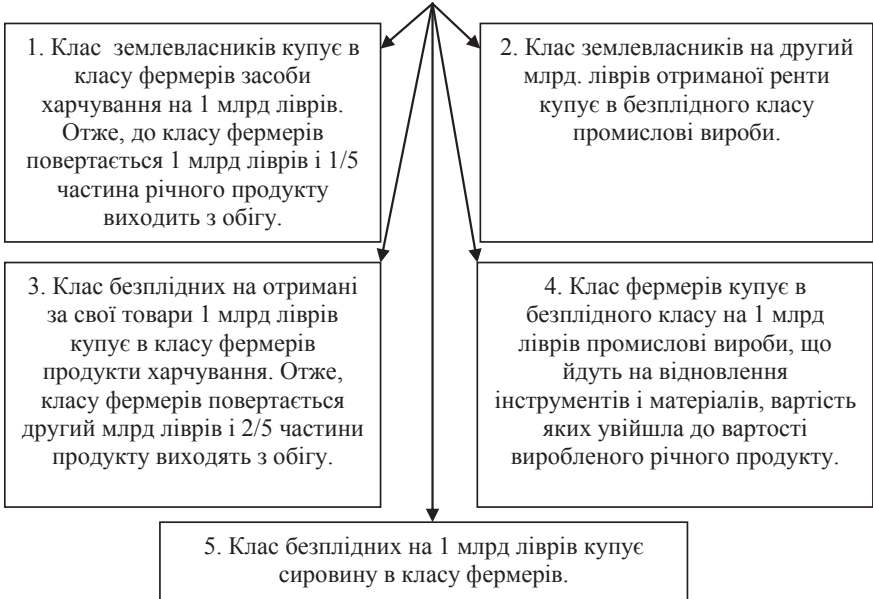 1. Клас землевласників купує в
класу фермерів засоби
харчування на 1 млрд ліврів.
Отже, до класу фермерів
повертається 1 млрд ліврів і 1/5
частина річного продукту
виходить з обігу.
2. Клас землевласників на другий
млрд. ліврів отриманої ренти
купує в безплідного класу
промислові вироби.
3. Клас безплідних на отримані
за свої товари 1 млрд ліврів
купує в класу фермерів
продукти харчування. Отже,
класу фермерів повертається
другий млрд ліврів і 2/5 частини
продукту виходять з обігу.
4. Клас фермерів купує в
безплідного класу на 1 млрд
ліврів промислові вироби, що
йдуть на відновлення
інструментів і матеріалів, вартість
яких увійшла до вартості
виробленого річного продукту.
5. Клас безплідних на 1 млрд ліврів купує
сировину в класу фермерів.